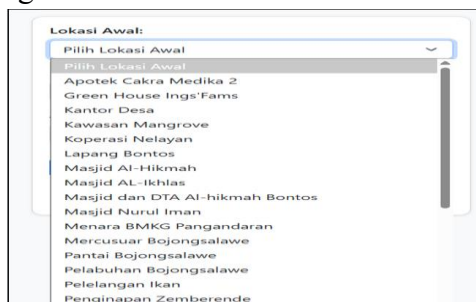 Lokasi Awal:
Pilih Lokasi Awal
Pilih Lokasi Awal
Apotek Cakra Medika 2
Green House Ings'Fams
Kantor Desa
Kawasan Mangrove
Koperasi Nelayan
Lapang Bontos
Masjid Al-Hikmah
Masjid AL-Ikhlas
Masjid dan DTA Al-hikmah Bontos
Masjid Nurul Iman
Menara BMKG Pangandaran
Mercusuar Bojongsalawe
Pantai Bojongsalawe
Pelabuhan Bojongsalawe
Pelelangan Ikan
Penginapan Zemberende